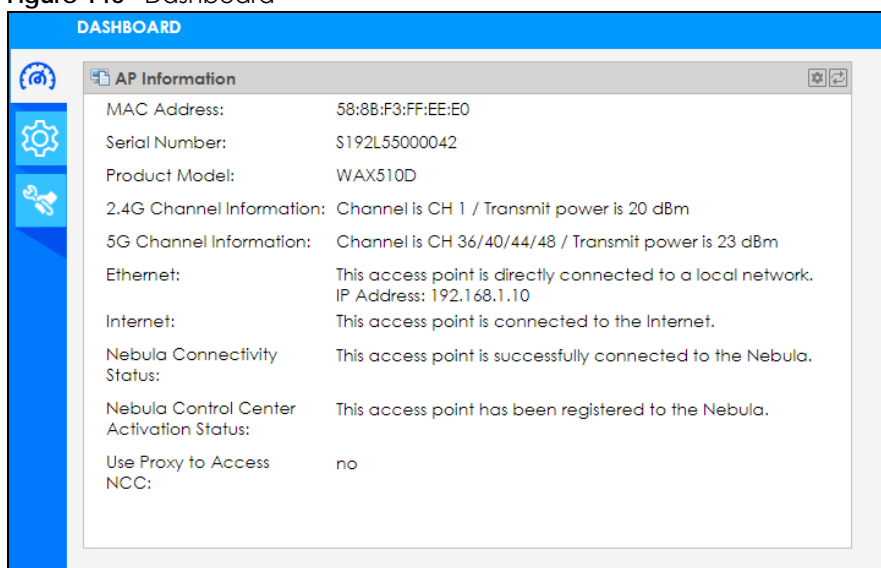 DASHBOARD
AP Information
MAC Address: 58:8B:F3:FF:EE:E0
Serial Number: S192L55000042
Product Model: WAX510D
2.4G Channel Information: Channel is CH 1 / Transmit power is 20 dBm
5G Channel Information: Channel is CH 36/40/44/48 / Transmit power is 23 dBm
Ethernet: This access point is directly connected to a local network.
IP Address: 192.168.1.10
Internet: This access point is connected to the Internet.
Nebula Connectivity This access point is successfully connected to the Nebula.
Status:
Nebula Control Center This access point has been registered to the Nebula.
Activation Status:
Use Proxy to Access no
NCC: